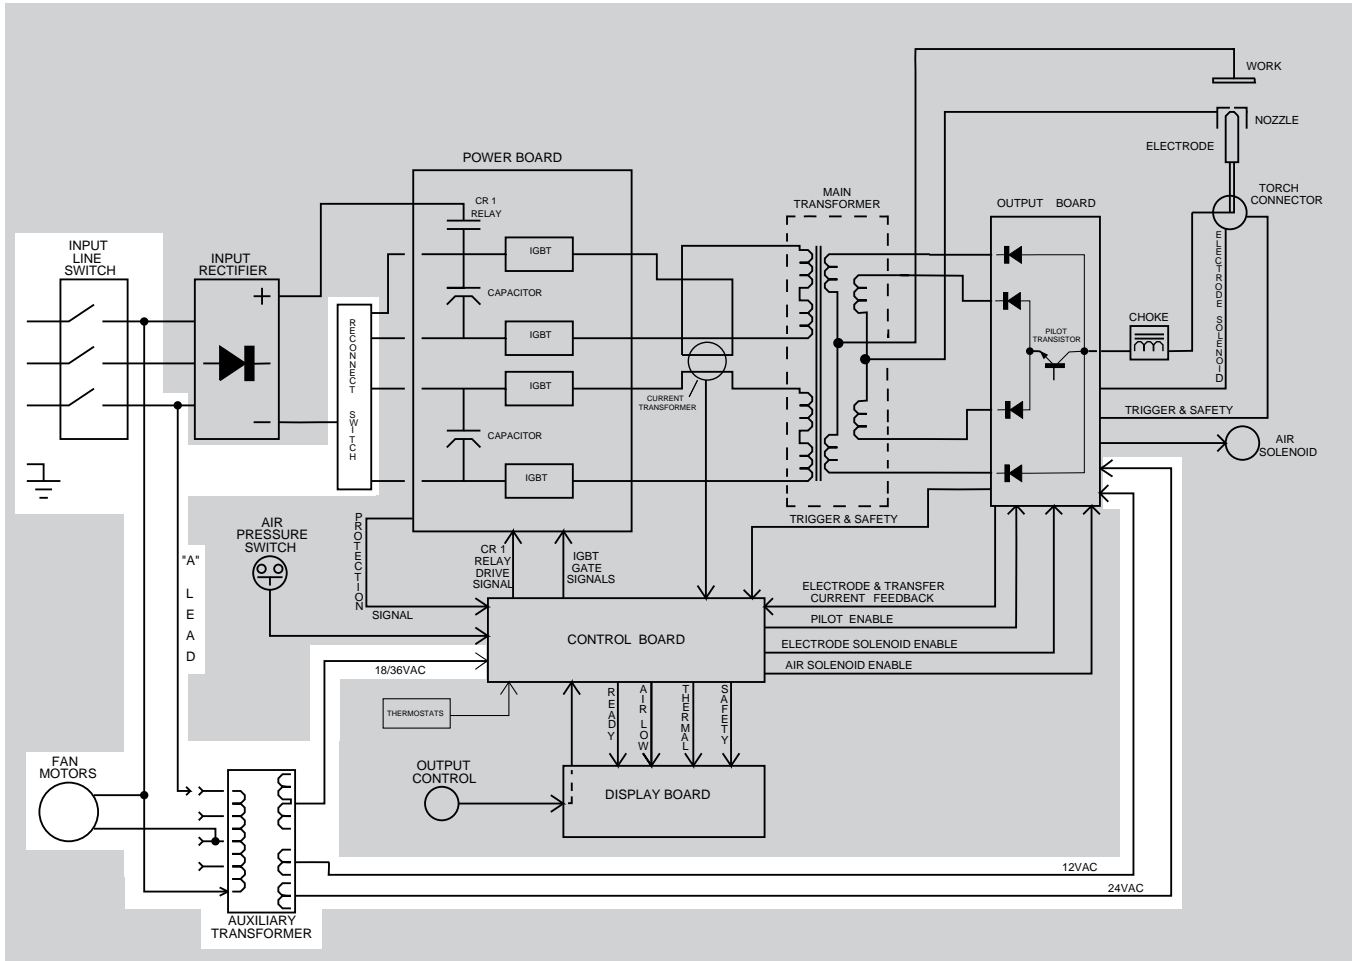 WORK
NOZZLE
ELECTRODE
POWER BOARD
MAIN
TRANSFORMER
TORCH
CONNECTOR
OUTPUT BOARD
CR 1
RELAY
INPUT
LINE
SWITCH
INPUT
RECTIFIER
+
−
IGBT
CAPACITOR
IGBT
IGBT
CAPACITOR
IGBT
RECONNECT SWITCH
CURRENT
TRANSFORMER
PILOT
TRANSISTOR
CHOKE
ELECTRODE SOLENOID
TRIGGER & SAFETY
AIR
SOLENOID
TRIGGER & SAFETY
AIR
PRESSURE
SWITCH
"A" LEAD
PROTECTION
SIGNAL
CR 1
RELAY
DRIVE
SIGNAL
IGBT
GATE
SIGNALS
ELECTRODE & TRANSFER
CURRENT FEEDBACK
PILOT ENABLE
ELECTRODE SOLENOID ENABLE
AIR SOLENOID ENABLE
CONTROL BOARD
18/36VAC
THERMOSTATS
READY
AIR LOW
THERMAL
SAFETY
FAN
MOTORS
OUTPUT
CONTROL
DISPLAY BOARD
12VAC
24VAC
AUXILIARY
TRANSFORMER